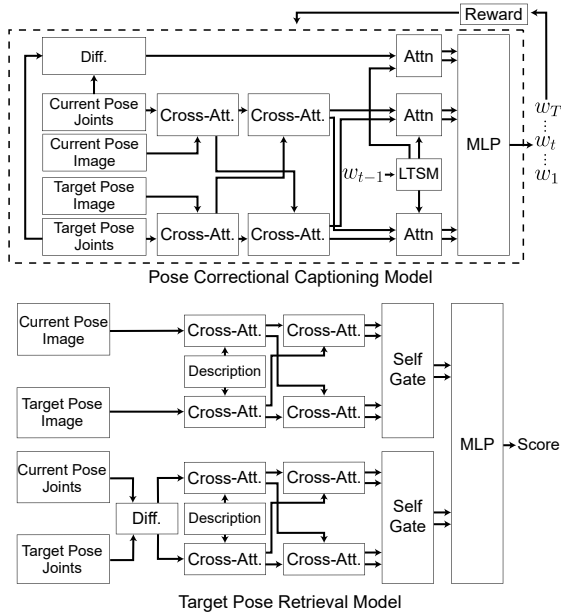 Reward
Diff.
Attn
Current Pose
Joints
Cross-Att.
Cross-Att.
Attn
w_T
⋮
w_t
⋮
w_1
Current Pose
Image
MLP
w_{t-1}
LTSM
Target Pose
Image
Target Pose
Joints
Cross-Att.
Cross-Att.
Attn
Pose Correctional Captioning Model
Current Pose
Image
Cross-Att.
Cross-Att.
Description
Self
Gate
Target Pose
Image
Cross-Att.
Cross-Att.
MLP
Score
Current Pose
Joints
Cross-Att.
Cross-Att.
Diff.
Description
Self
Gate
Target Pose
Joints
Cross-Att.
Cross-Att.
Target Pose Retrieval Model